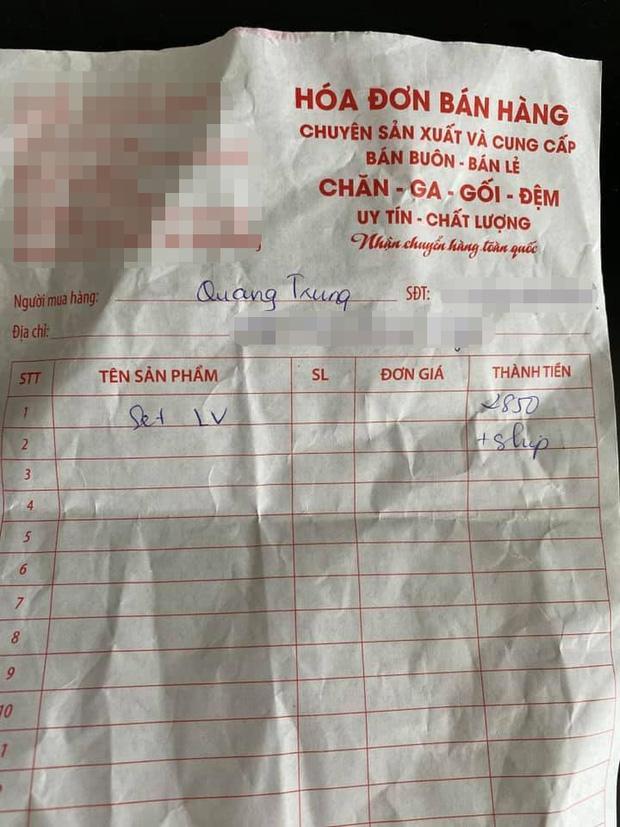 HÓA ĐƠN BÁN HÀNG
CHUYÊN SẢN XUẤT VÀ CUNG CẤP
BÁN BUÔN - BÁN LẺ
CHĂN - GA - GỐI - ĐỆM
UY TÍN - CHẤT LƯỢNG
Nhận chuyển hàng toàn quốc
Người mua hàng: Quang Trung SĐT:
Địa chỉ:
STT TÊN SẢN PHẨM SL ĐƠN GIÁ THÀNH TIỀN
1 Set LV 2850
2 + ship
3
4
5
6
7
8
9
10
1